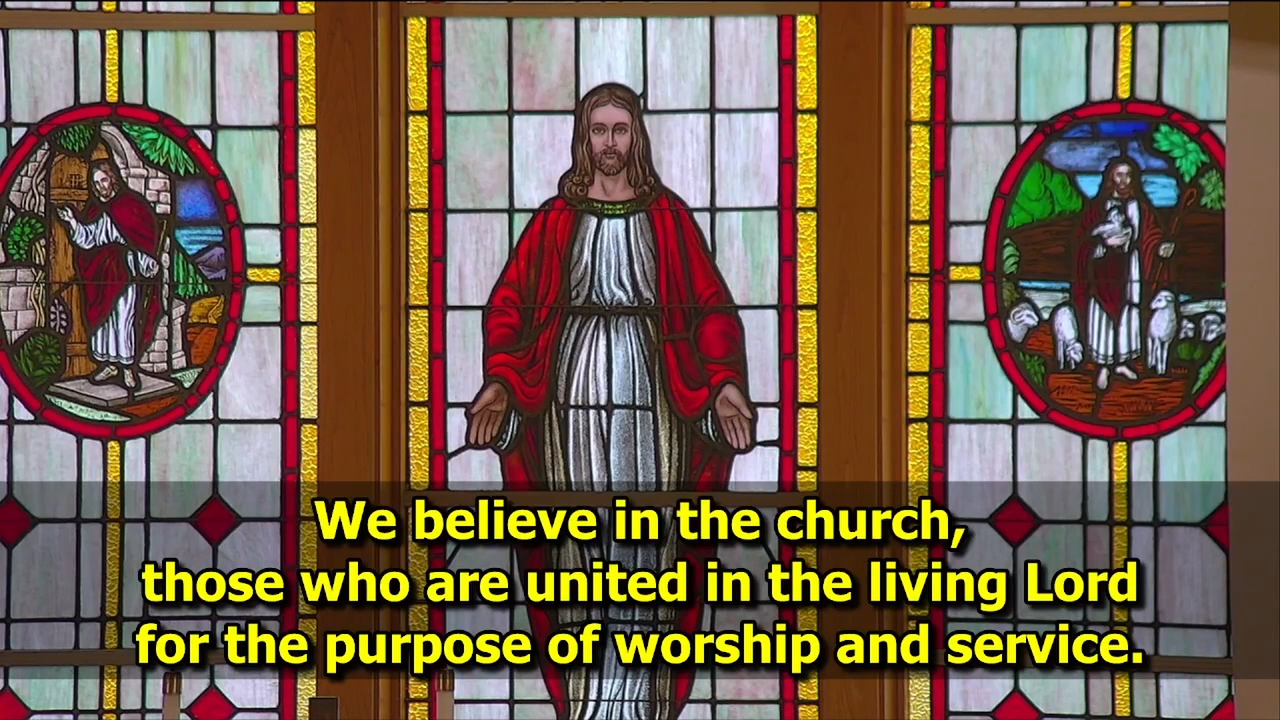 We believe in the church,
those who are united in the living Lord
for the purpose of worship and service.